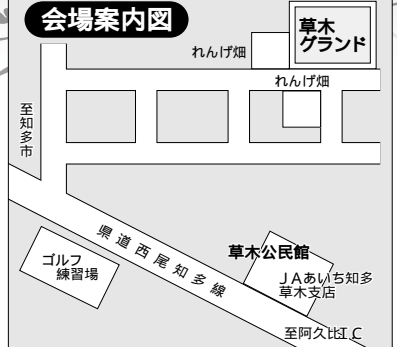 会場案内図
草木
グランド
れんげ畑
れんげ畑
至知多市
県道西尾知多線
ゴルフ
練習場
草木公民館
JAあいち知多
草木支店
至阿久比I.C